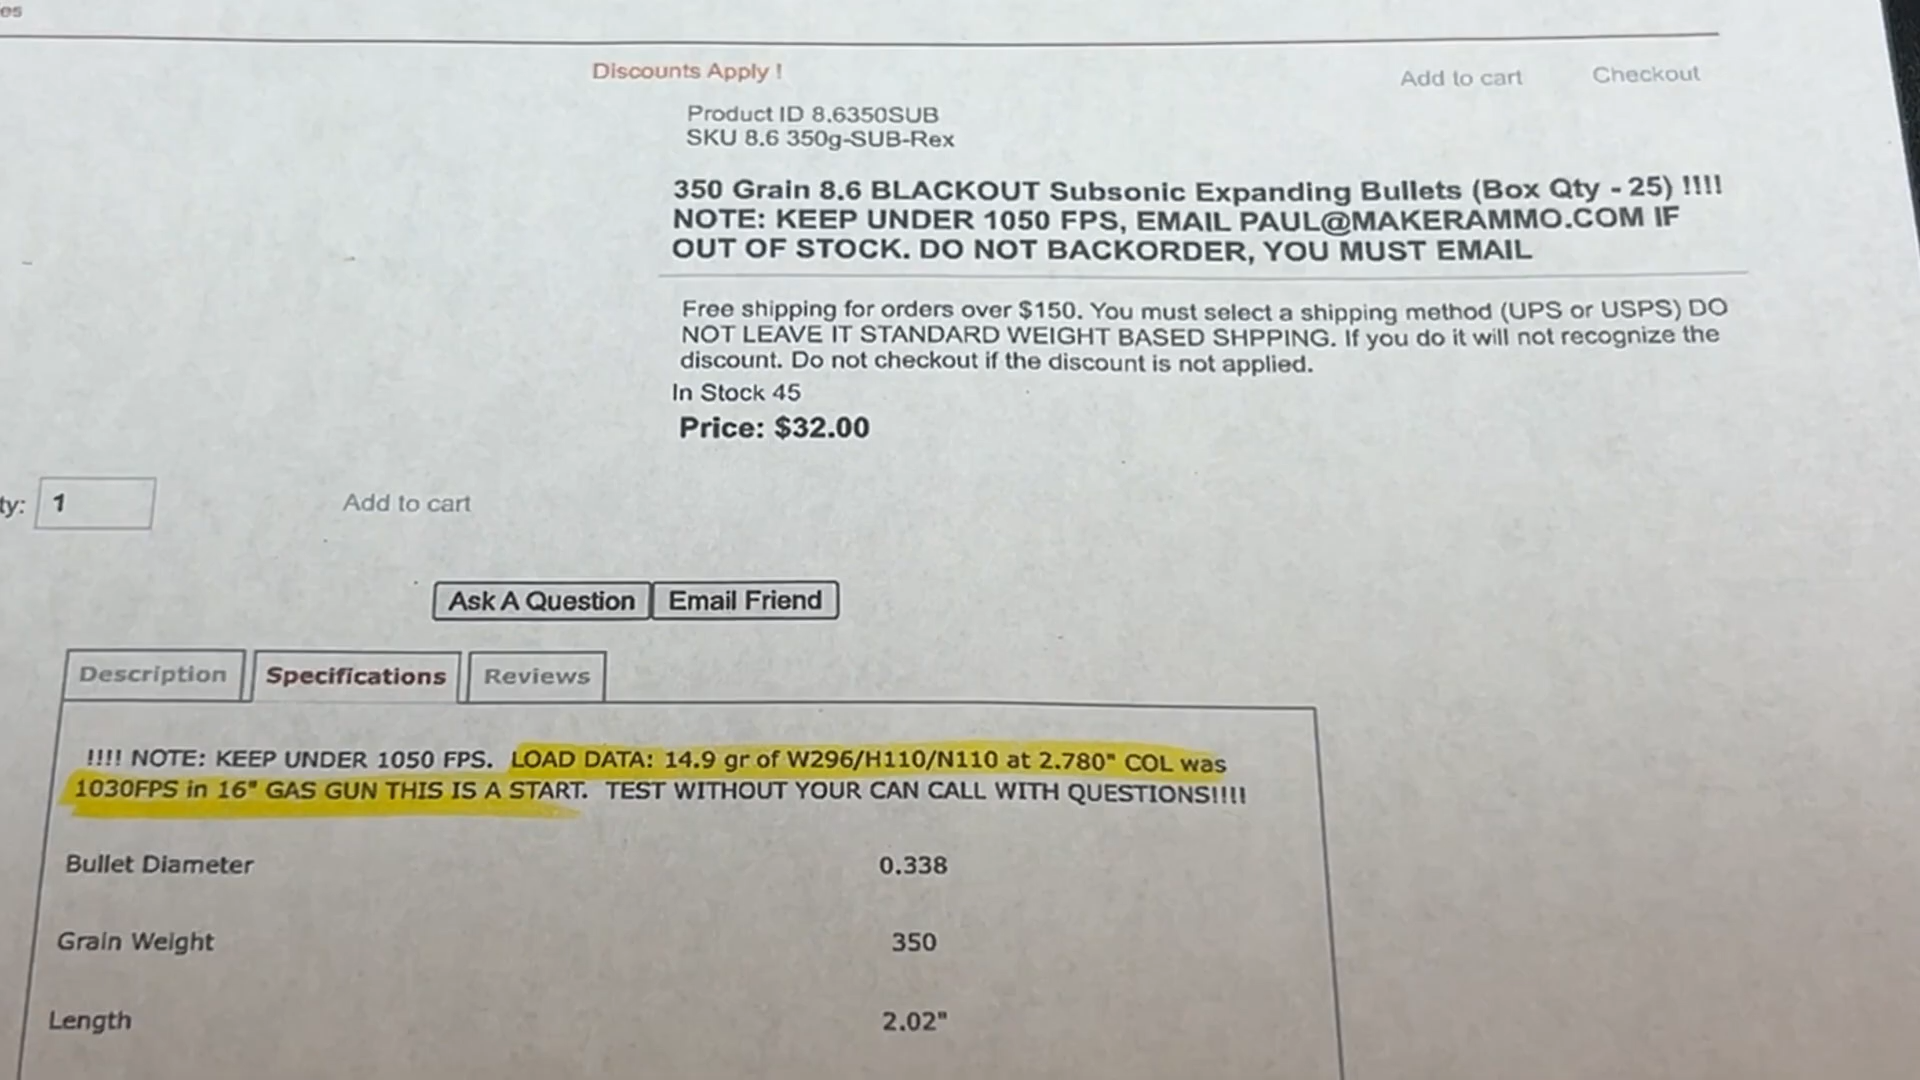 es
Discounts Apply !
Add to cart
Checkout
Product ID 8.6350SUB
SKU 8.6 350g-SUB-Rex
350 Grain 8.6 BLACKOUT Subsonic Expanding Bullets (Box Qty - 25) !!!!
NOTE: KEEP UNDER 1050 FPS, EMAIL PAUL@MAKERAMMO.COM IF
OUT OF STOCK. DO NOT BACKORDER, YOU MUST EMAIL
Free shipping for orders over $150. You must select a shipping method (UPS or USPS) DO
NOT LEAVE IT STANDARD WEIGHT BASED SHPPING. If you do it will not recognize the
discount. Do not checkout if the discount is not applied.
In Stock 45
Price: $32.00
ty: 1
Add to cart
Ask A Question Email Friend
Description Specifications Reviews
!!!! NOTE: KEEP UNDER 1050 FPS. LOAD DATA: 14.9 gr of W296/H110/N110 at 2.780" COL was
1030FPS in 16" GAS GUN THIS IS A START. TEST WITHOUT YOUR CAN CALL WITH QUESTIONS!!!!
Bullet Diameter 0.338
Grain Weight 350
Length 2.02"